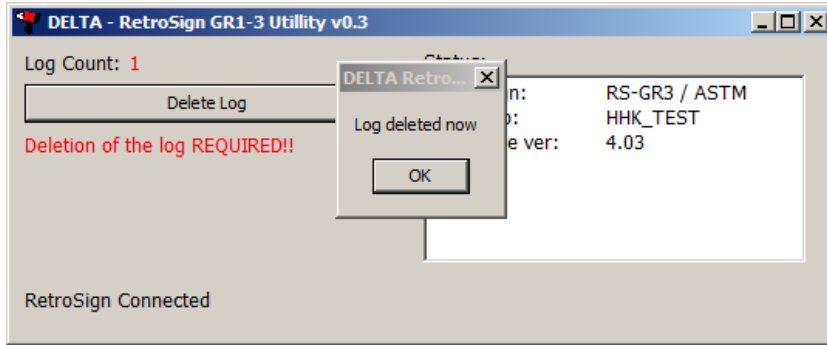 DELTA - RetroSign GR1-3 Utillity v0.3
Log Count: 1
Delete Log
Deletion of the log REQUIRED!!
RetroSign Connected
DELTA Retro...
Log deleted now
OK
RS-GR3 / ASTM
HHK_TEST
ver: 4.03